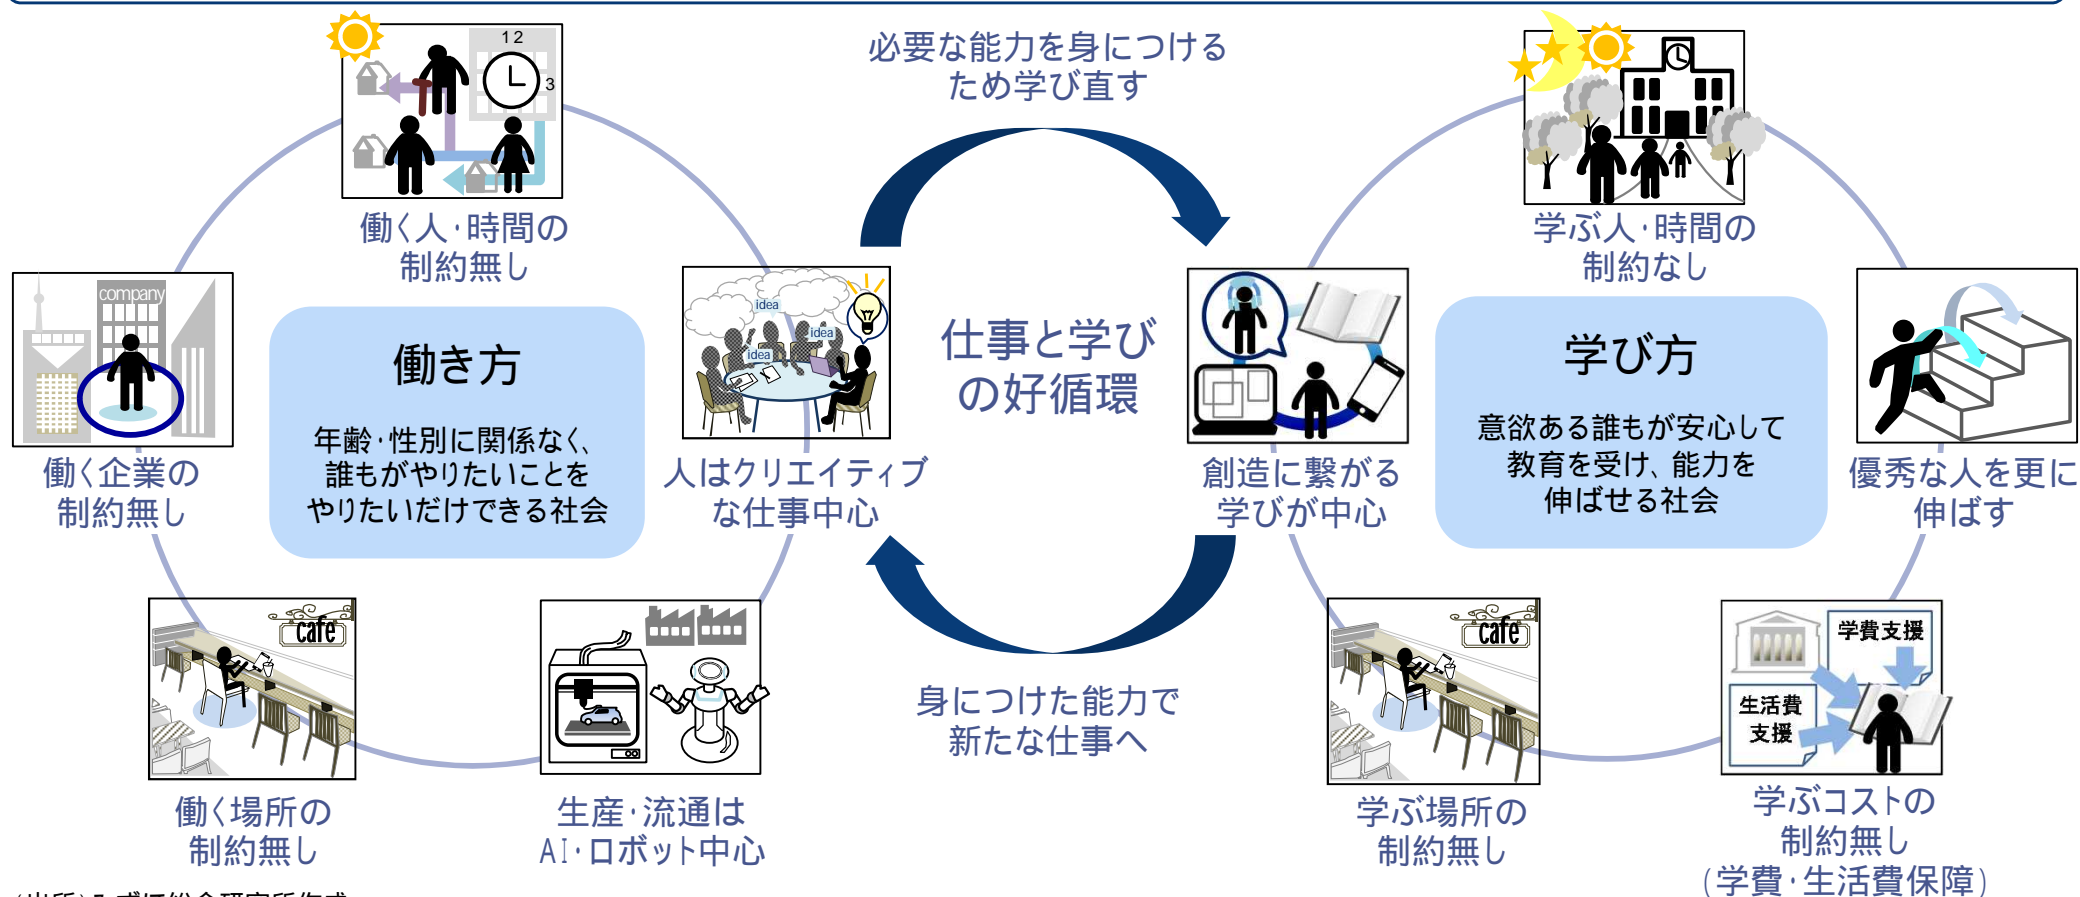 必要な能力を身につける
ため学び直す
12
3
働く人・時間の
制約無し
学ぶ人・時間の
制約なし
company
idea
idea
idea
働き方
年齢・性別に関係なく、
誰もがやりたいことを
やりたいだけできる社会
仕事と学び
の好循環
学び方
意欲ある誰もが安心して
教育を受け、能力を
伸ばせる社会
働く企業の
制約無し
人はクリエイティブ
な仕事中心
創造に繋がる
学びが中心
優秀な人を更に
伸ばす
cafe
cafe
学費支援
生活費
支援
身につけた能力で
新たな仕事へ
働く場所の
制約無し
生産・流通は
AI・ロボット中心
学ぶ場所の
制約無し
学ぶコストの
制約無し
(学費・生活費保障)